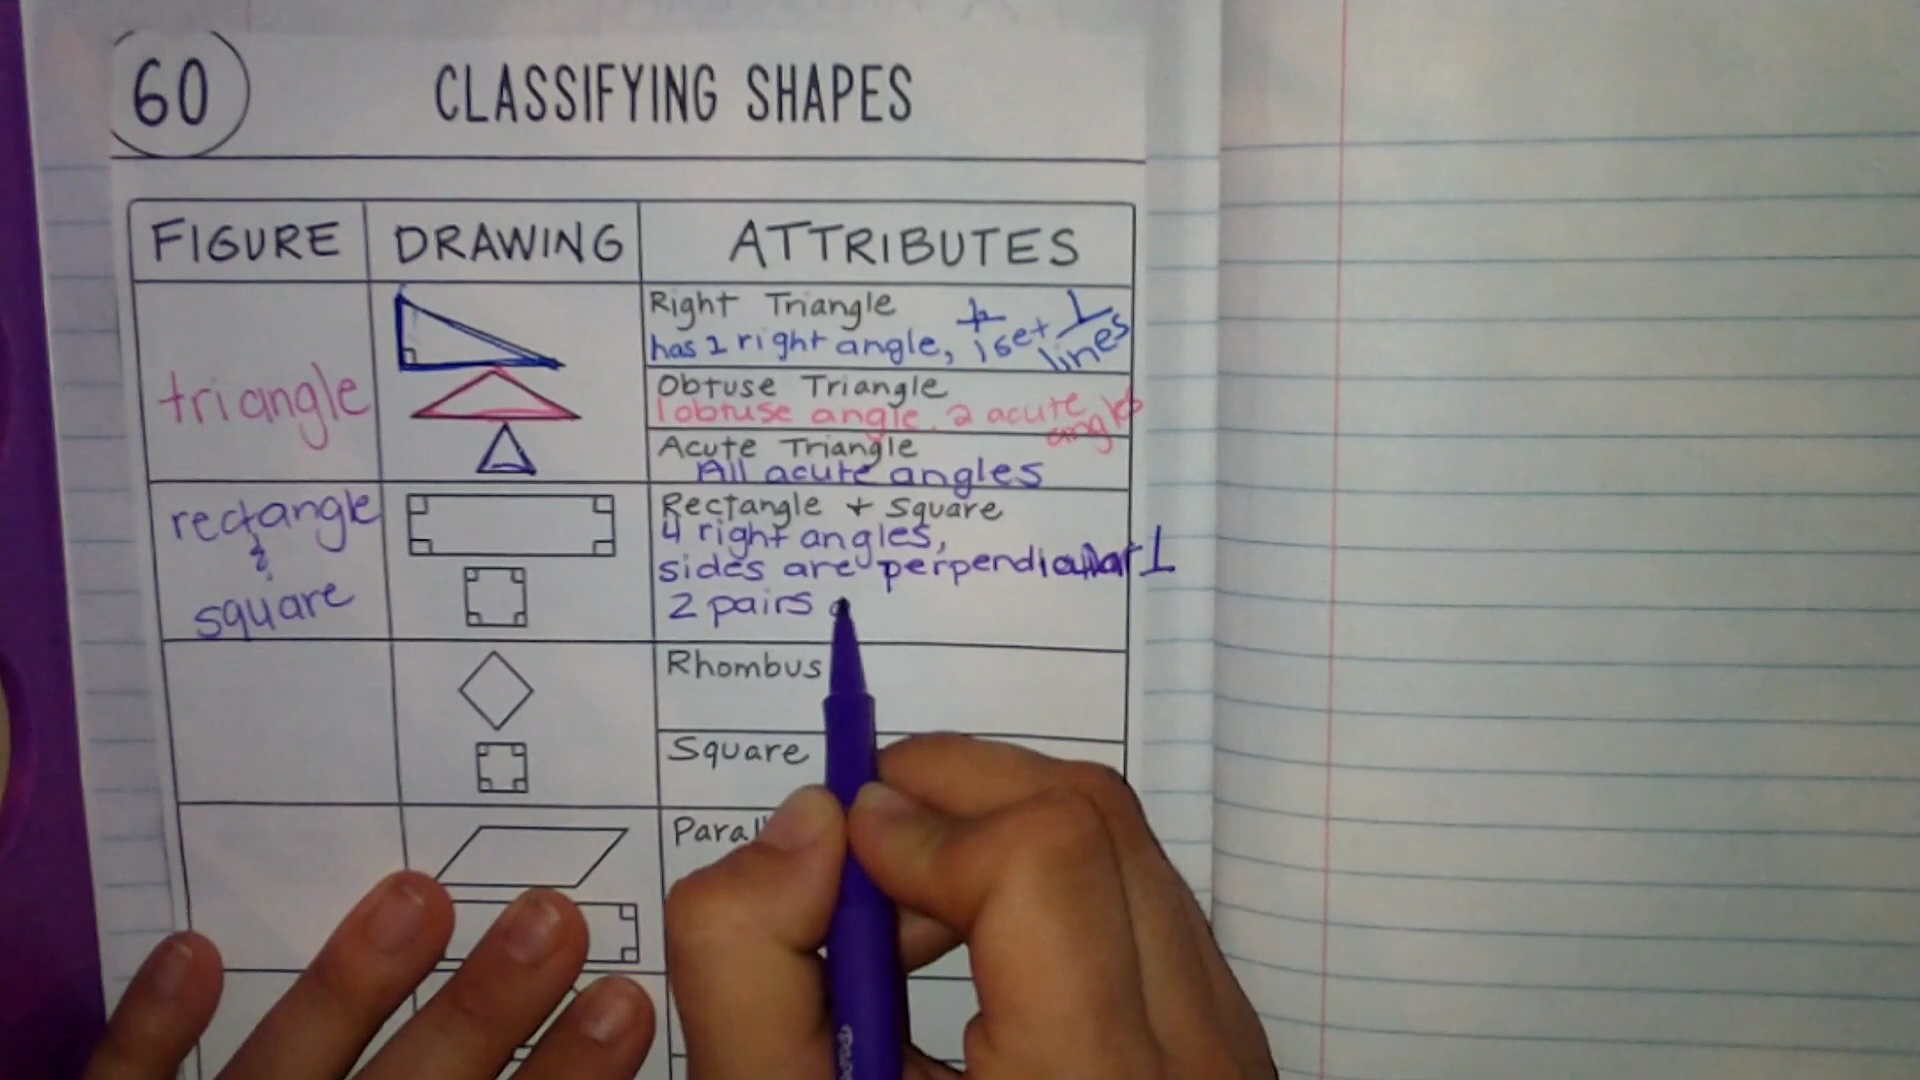 60
CLASSIFYING SHAPES
FIGURE DRAWING ATTRIBUTES
triangle
Right Triangle
has 1 right angle, 1 set ⊥
lines
Obtuse Triangle
1 obtuse angle, 2 acute
angles
Acute Triangle
All acute angles
rectangle
&
square
Rectangle + Square
4 right angles,
sides are perpendicular ⊥
2 pairs
Rhombus
Square
Paral